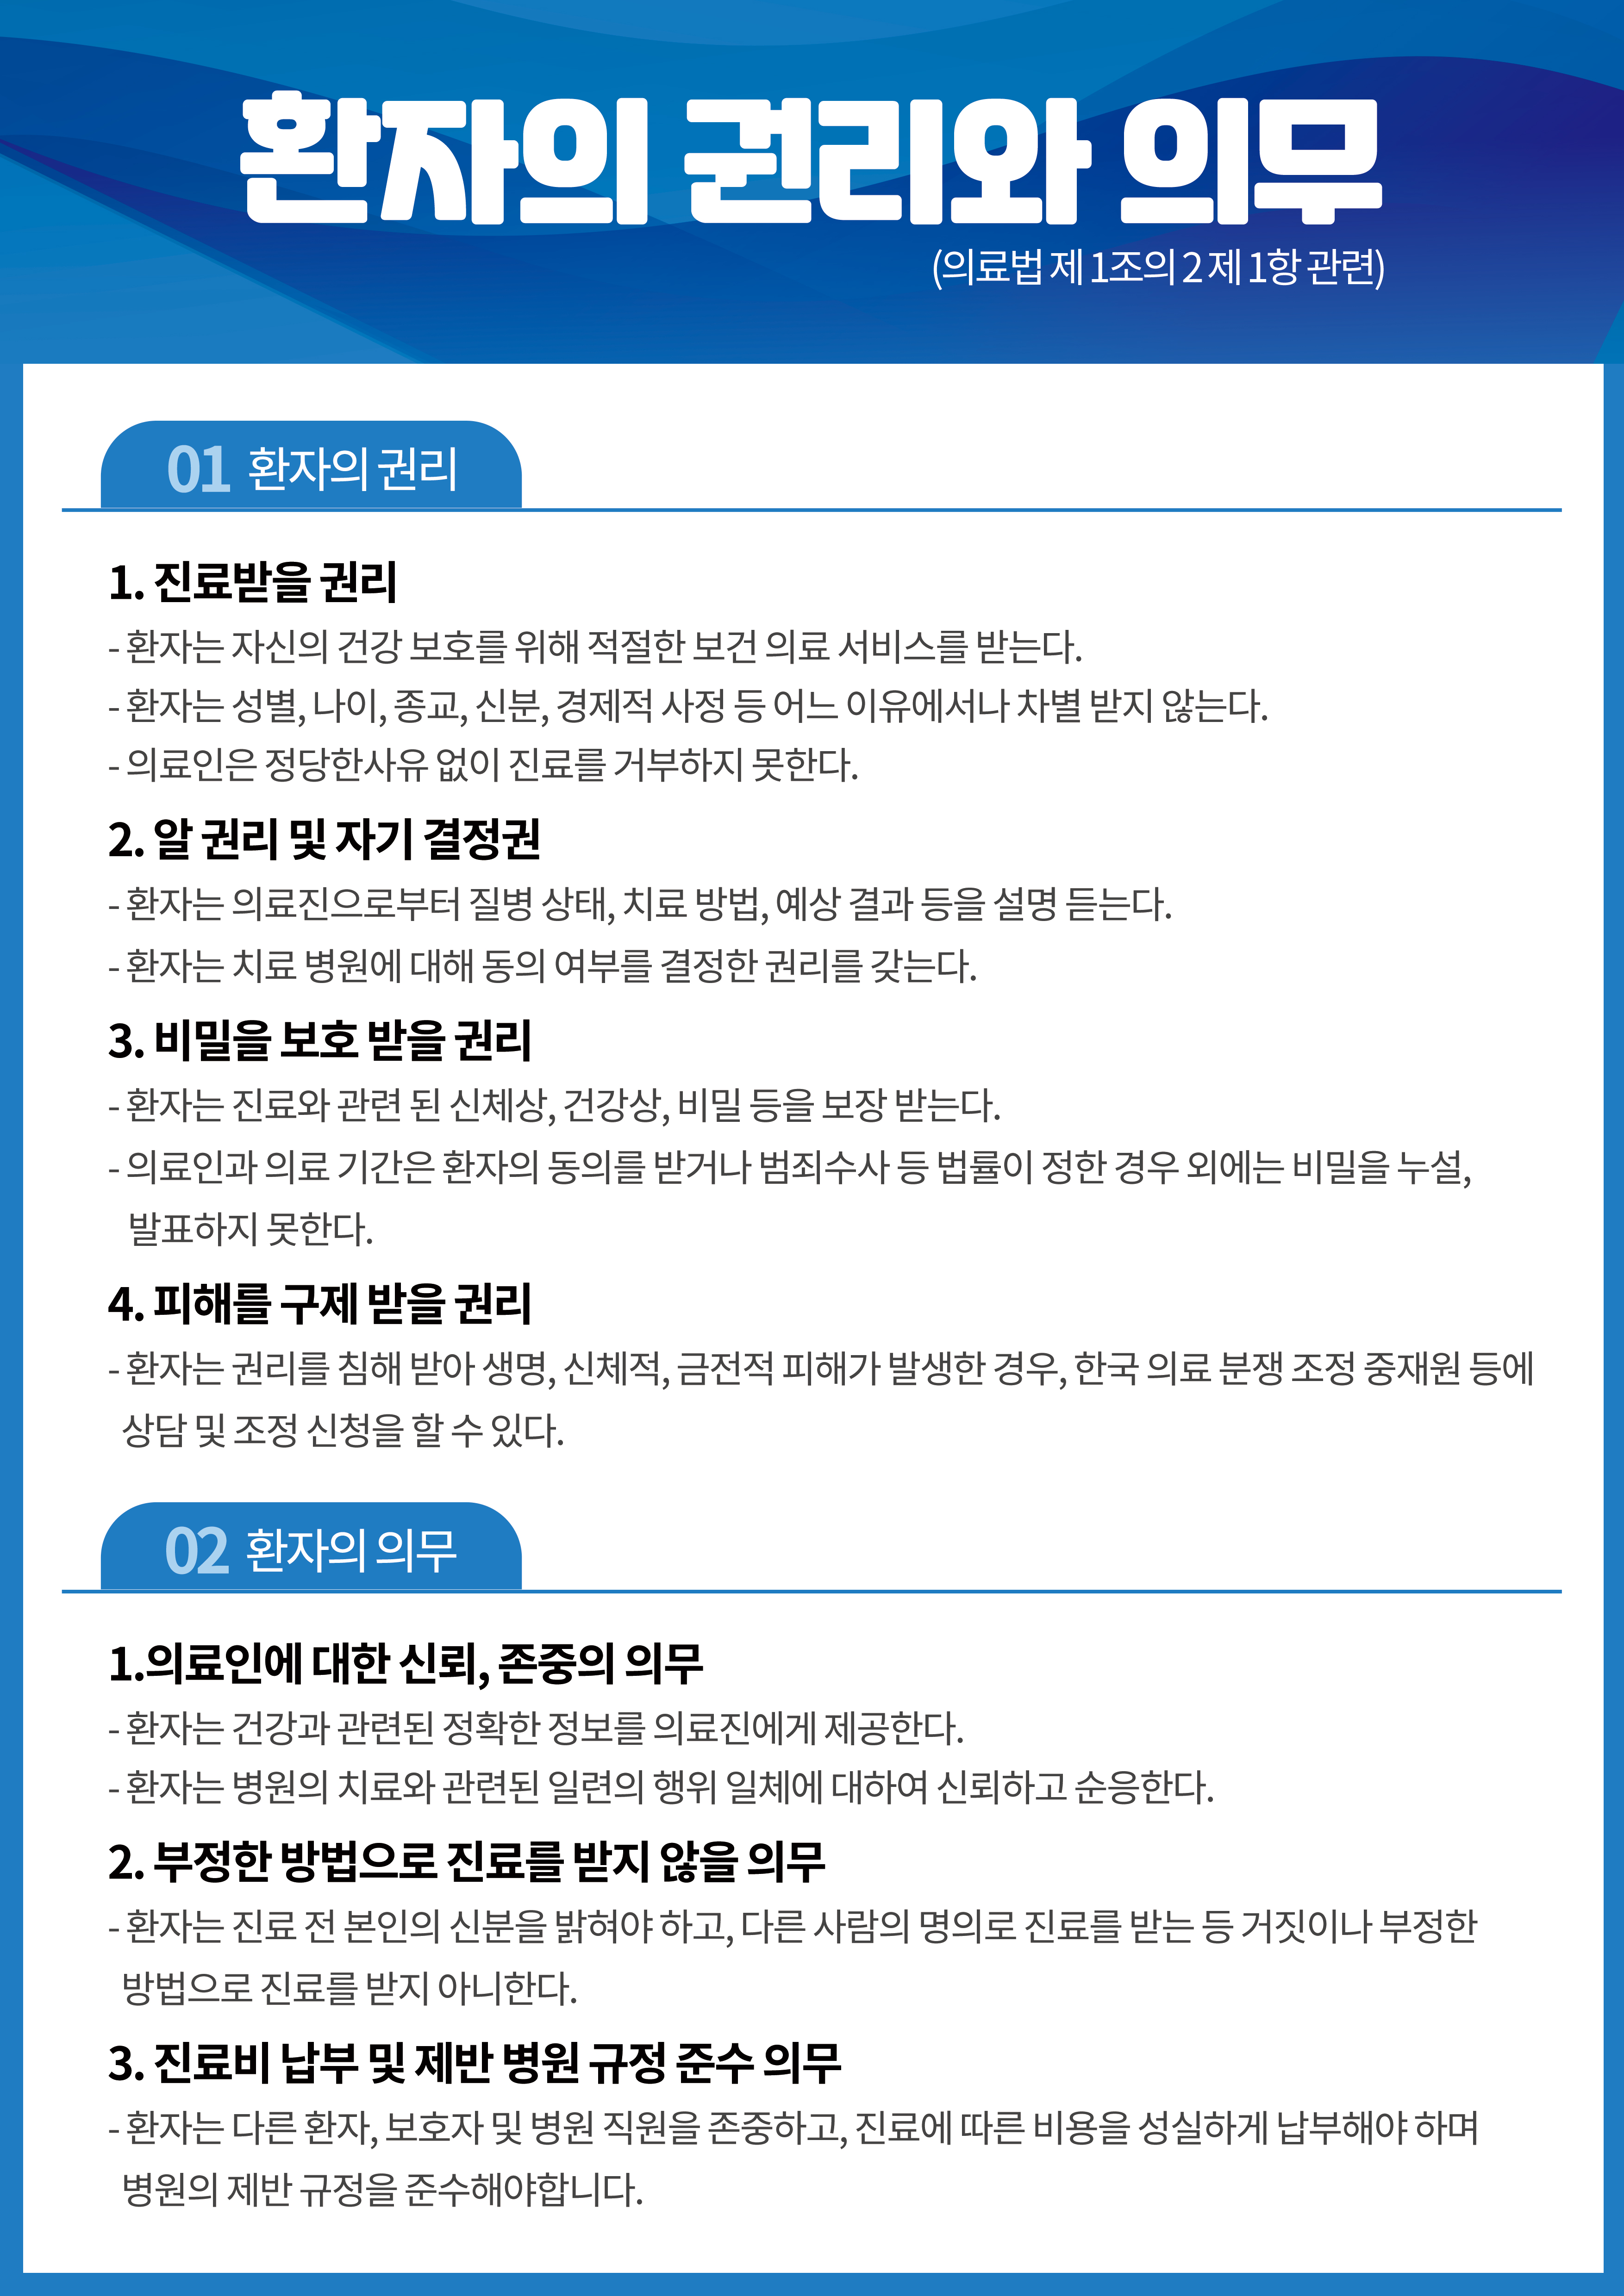 환자의 권리와 의무
(의료법 제 1조의 2 제 1항 관련)
01 환자의 권리
1. 진료받을 권리
- 환자는 자신의 건강 보호를 위해 적절한 보건 의료 서비스를 받는다.
- 환자는 성별, 나이, 종교, 신분, 경제적 사정 등 어느 이유에서나 차별 받지 않는다.
- 의료인은 정당한사유 없이 진료를 거부하지 못한다.
2. 알 권리 및 자기 결정권
- 환자는 의료진으로부터 질병 상태, 치료 방법, 예상 결과 등을 설명 듣는다.
- 환자는 치료 병원에 대해 동의 여부를 결정한 권리를 갖는다.
3. 비밀을 보호 받을 권리
- 환자는 진료와 관련 된 신체상, 건강상, 비밀 등을 보장 받는다.
- 의료인과 의료 기간은 환자의 동의를 받거나 범죄수사 등 법률이 정한 경우 외에는 비밀을 누설,
발표하지 못한다.
4. 피해를 구제 받을 권리
- 환자는 권리를 침해 받아 생명, 신체적, 금전적 피해가 발생한 경우, 한국 의료 분쟁 조정 중재원 등에
상담 및 조정 신청을 할 수 있다.
02 환자의 의무
1.의료인에 대한 신뢰, 존중의 의무
- 환자는 건강과 관련된 정확한 정보를 의료진에게 제공한다.
- 환자는 병원의 치료와 관련된 일련의 행위 일체에 대하여 신뢰하고 순응한다.
2. 부정한 방법으로 진료를 받지 않을 의무
- 환자는 진료 전 본인의 신분을 밝혀야 하고, 다른 사람의 명의로 진료를 받는 등 거짓이나 부정한
방법으로 진료를 받지 아니한다.
3. 진료비 납부 및 제반 병원 규정 준수 의무
- 환자는 다른 환자, 보호자 및 병원 직원을 존중하고, 진료에 따른 비용을 성실하게 납부해야 하며
병원의 제반 규정을 준수해야합니다.